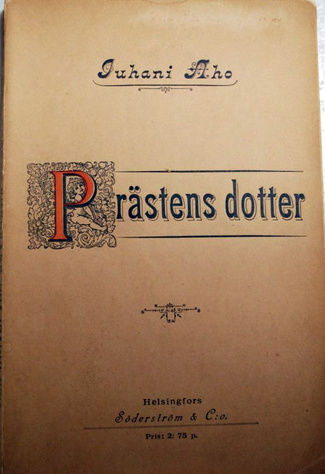 Juhani Aho
Prästens dotter
Helsingfors
Söderström & C:o.
Pris: 2: 75 p.